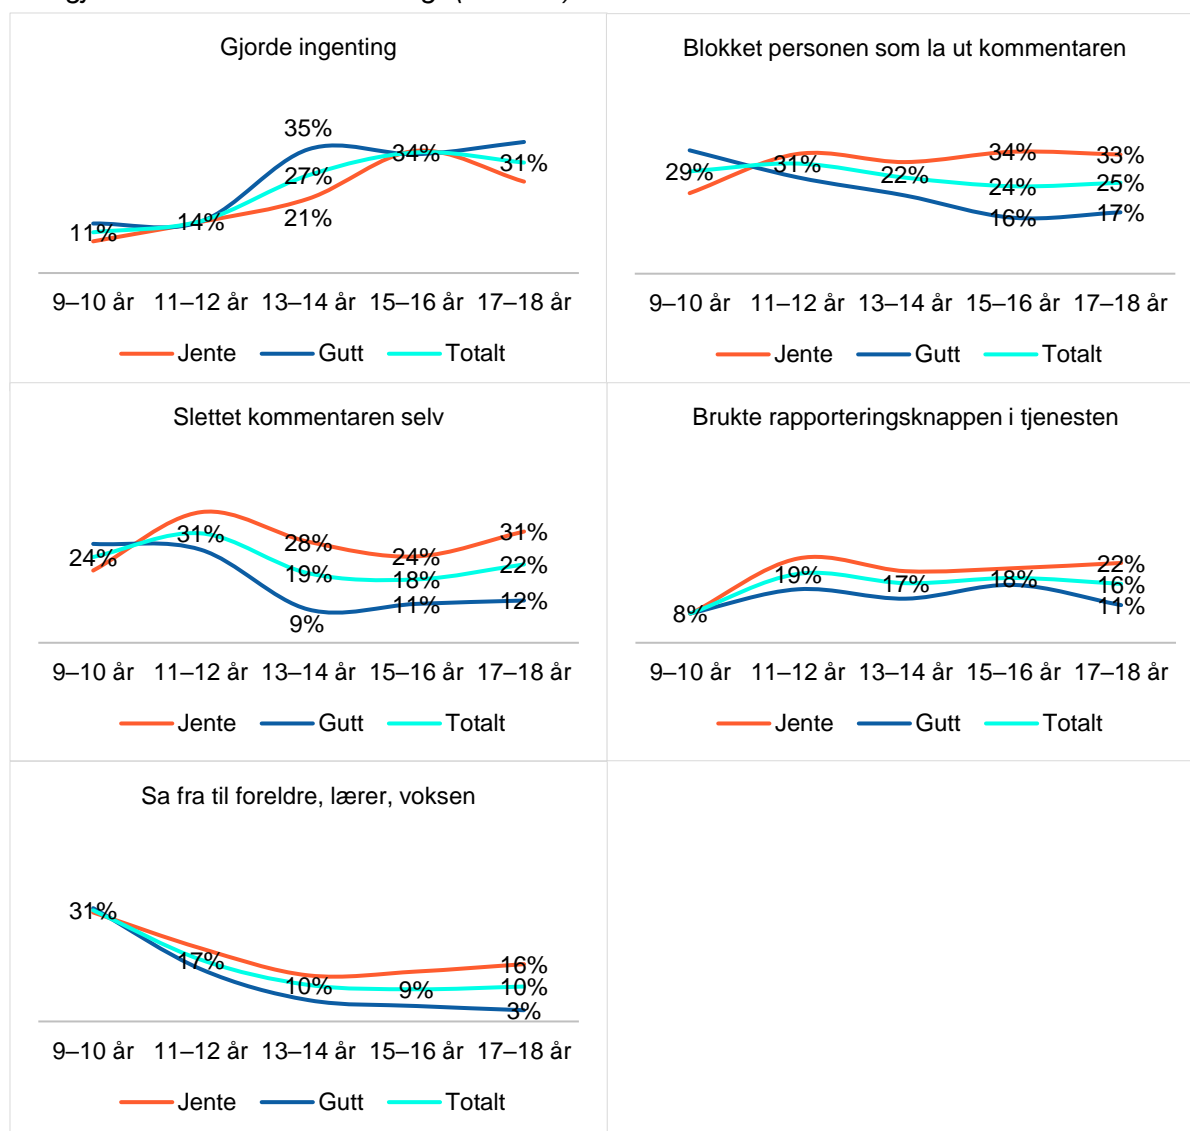 Gjorde ingenting
35%
34%
31%
27%
21%
14%
11%
9–10 år 11–12 år 13–14 år 15–16 år 17–18 år
Jente Gutt Totalt
Blokket personen som la ut kommentaren
29%
31%
22%
34%
33%
24%
25%
16%
17%
9–10 år 11–12 år 13–14 år 15–16 år 17–18 år
Jente Gutt Totalt
Slettet kommentaren selv
24%
31%
28%
24%
31%
19%
18%
22%
9%
11%
12%
9–10 år 11–12 år 13–14 år 15–16 år 17–18 år
Jente Gutt Totalt
Brukte rapporteringsknappen i tjenesten
8%
19%
17%
18%
22%
16%
11%
9–10 år 11–12 år 13–14 år 15–16 år 17–18 år
Jente Gutt Totalt
Sa fra til foreldre, lærer, voksen
31%
17%
10%
9%
16%
10%
3%
9–10 år 11–12 år 13–14 år 15–16 år 17–18 år
Jente Gutt Totalt